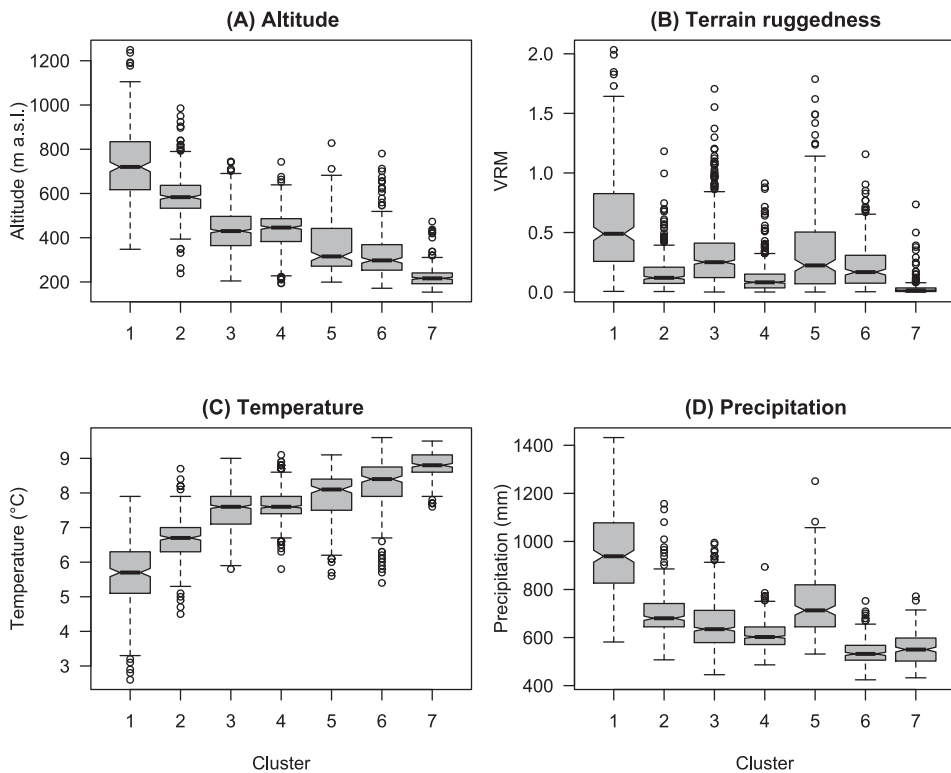 (A) Altitude
Altitude (m a.s.l.)
1200
1000
800
600
400
200
1 2 3 4 5 6 7
(B) Terrain ruggedness
VRM
2.0
1.5
1.0
0.5
0.0
1 2 3 4 5 6 7
(C) Temperature
Temperature (°C)
9
8
7
6
5
4
3
1 2 3 4 5 6 7
Cluster
(D) Precipitation
Precipitation (mm)
1400
1200
1000
800
600
400
1 2 3 4 5 6 7
Cluster